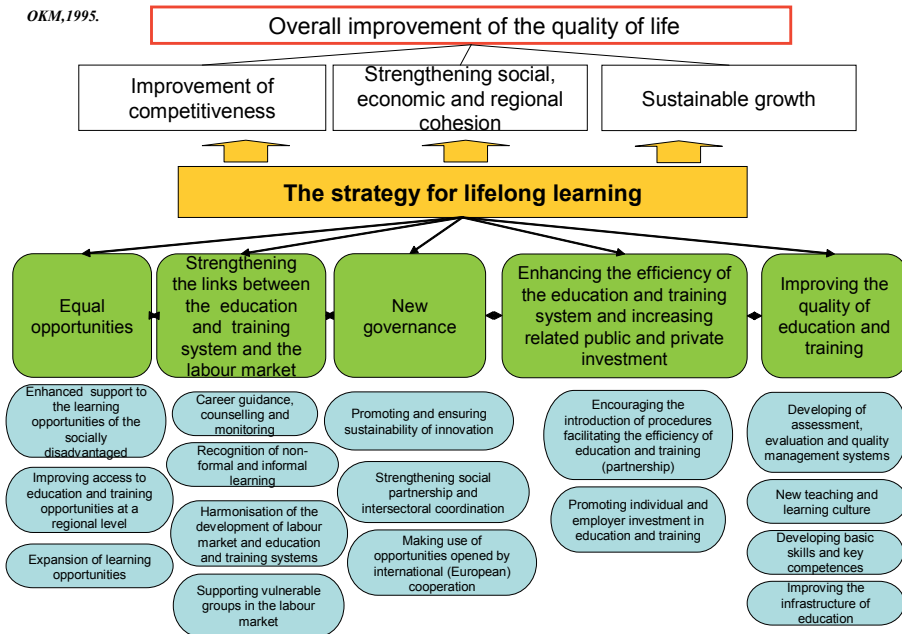 OKM,1995.
Overall improvement of the quality of life
Improvement of
competitiveness
Strengthening social,
economic and regional
cohesion
Sustainable growth
The strategy for lifelong learning
Equal
opportunities
Strengthening
the links between
the education
and training
system and the
labour market
New
governance
Enhancing the efficiency of
the education and training
system and increasing
related public and private
investment
Improving the
quality of
education and
training
Enhanced support to
the learning
opportunities of the
socially
disadvantaged
Improving access to
education and training
opportunities at a
regional level
Expansion of learning
opportunities
Career guidance,
counselling and
monitoring
Recognition of non-
formal and informal
learning
Harmonisation of the
development of labour
market and education
and training systems
Supporting vulnerable
groups in the labour
market
Promoting and ensuring
sustainability of innovation
Strengthening social
partnership and
intersectoral coordination
Making use of
opportunities opened by
international (European)
cooperation
Encouraging the
introduction of procedures
facilitating the efficiency of
education and training
(partnership)
Promoting individual and
employer investment in
education and training
Developing of
assessment,
evaluation and quality
management systems
New teaching and
learning culture
Developing basic
skills and key
competences
Improving the
infrastructure of
education